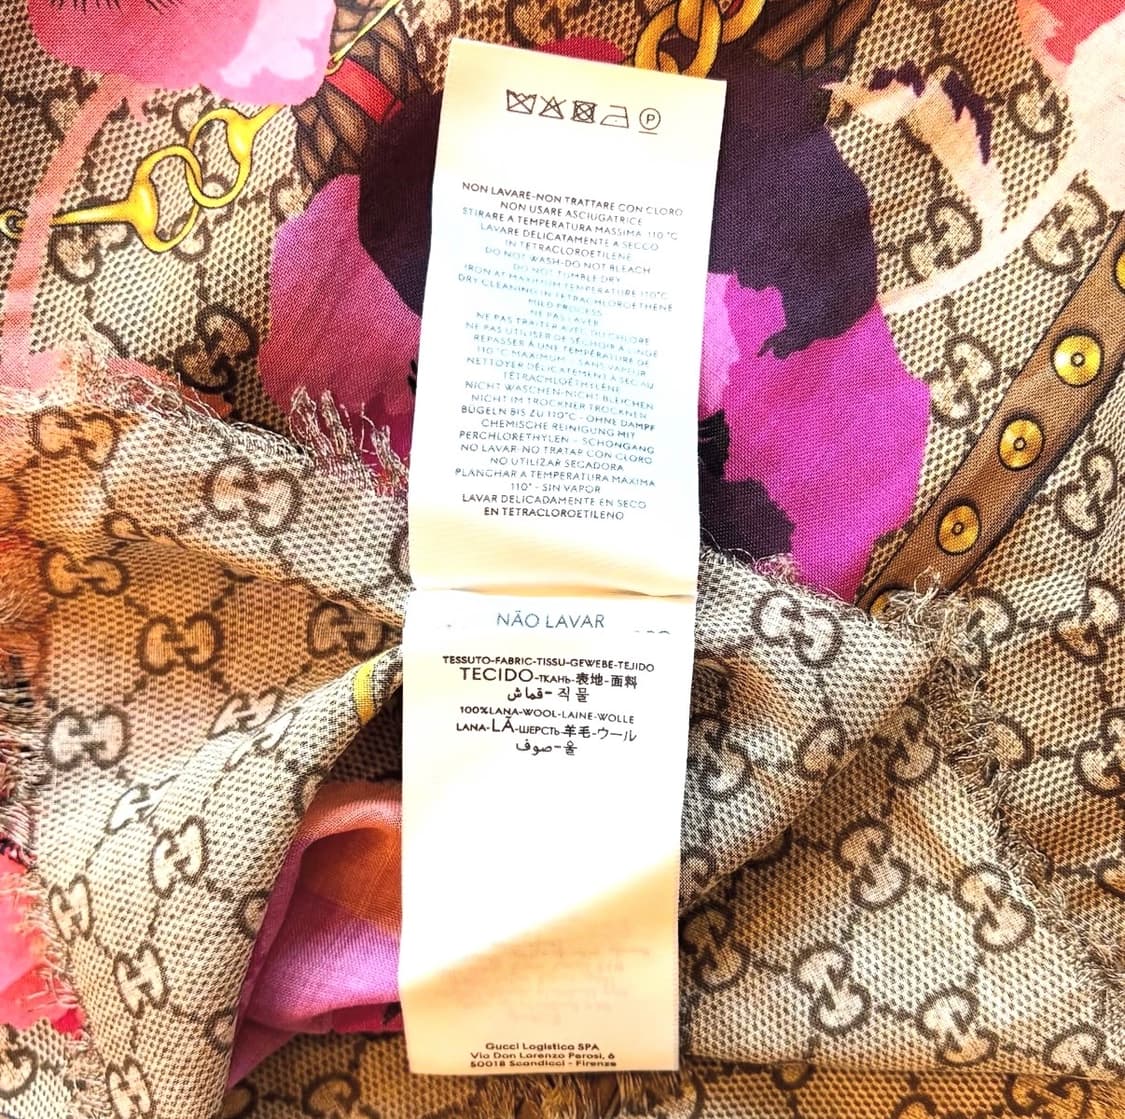 P
NON LAVARE-NON TRATTARE CON CLORO
NON USARE ASCIUGATRICE
STIRARE A TEMPERATURA MASSIMA 110 °C
LAVARE DELICATAMENTE A SECCO
IN TETRACLOROETILENE
DO NOT WASH-DO NOT BLEACH
DO NOT TUMBLE DRY
IRON AT MAXIMUM TEMPERATURE 110°C
DRY CLEANING IN TETRACHLOROETHENE
MILD PROCESS
NE PAS LAVER
NE PAS TRAITER AVEC DU CHLORE
NE PAS UTILISER DE SÉCHOIR À LINGE
REPASSER À UNE TEMPÉRATURE DE
110 °C MAXIMUM - SANS VAPEUR
NETTOYER DÉLICATEMENT À SEC AU
TÉTRACHLOÉTHYLÈNE
NICHT WASCHEN-NICHT BLEICHEN
NICHT IM TROCKNER TROCKNEN
BÜGELN BIS ZU 110°C - OHNE DAMPF
CHEMISCHE REINIGUNG MIT
PERCHLORETHYLEN - SCHONGANG
NO LAVAR-NO TRATAR CON CLORO
NO UTILIZAR SECADORA
PLANCHAR A TEMPERATURA MAXIMA
110° - SIN VAPOR
LAVAR DELICADAMENTE EN SECO
EN TETRACLOROETILENO
NÃO LAVAR
TESSUTO-FABRIC-TISSU-GEWEBE-TEJIDO
TECIDO-ТКАНЬ-表地-面料
قماش-직물
100%LANA-WOOL-LAINE-WOLLE
LANA-LÃ-ШЕРСТЬ-羊毛-ウール
صوف-울
Gucci Logistica SPA
Via Don Lorenzo Perosi, 6
50018 Scandicci - Firenze